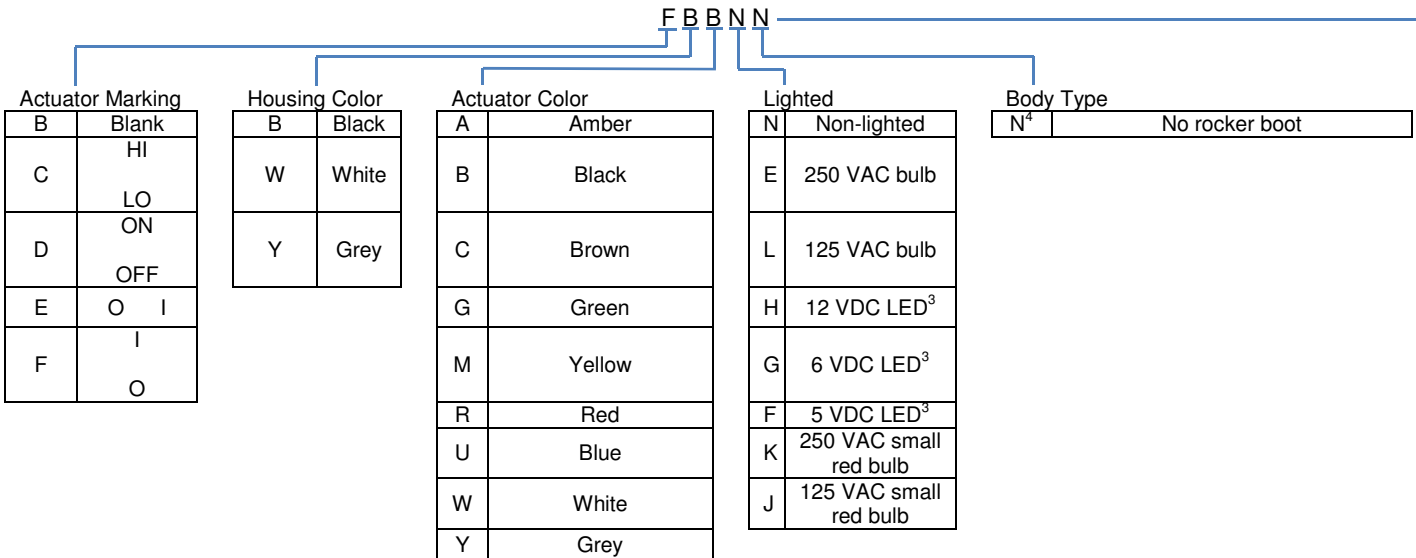 F B B N N
Actuator Marking
B Blank
C HI
LO
D ON
OFF
E O I
F I
O
Housing Color
B Black
W White
Y Grey
Actuator Color
A Amber
B Black
C Brown
G Green
M Yellow
R Red
U Blue
W White
Y Grey
Lighted
N Non-lighted
E 250 VAC bulb
L 125 VAC bulb
H 12 VDC LED³
G 6 VDC LED³
F 5 VDC LED³
K 250 VAC small
red bulb
J 125 VAC small
red bulb
Body Type
N⁴ No rocker boot